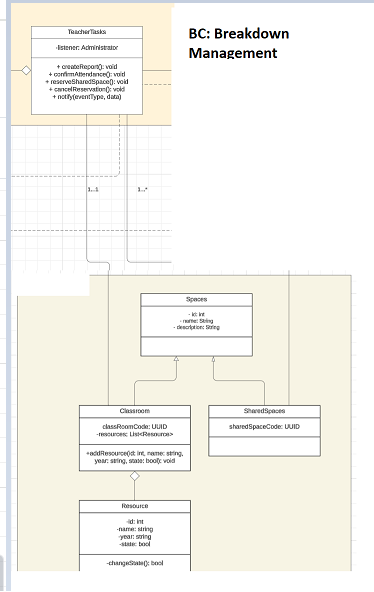 BC: Breakdown
Management
TeacherTasks
-listener: Administrator
+ createReport(): void
+ confirmAttendance(): void
+ reserveSharedSpace(): void
+ cancelReservation(): void
+ notify(eventType, data)
1...1
1...*
Spaces
- id: int
- name: String
- description: String
Classroom
classRoomCode: UUID
-resources: List<Resource>
+addResource(id: int, name: string,
year: string, state: bool): void
SharedSpaces
sharedSpaceCode: UUID
Resource
-id: int
-name: string
-year: string
-state: bool
-changeState(): bool